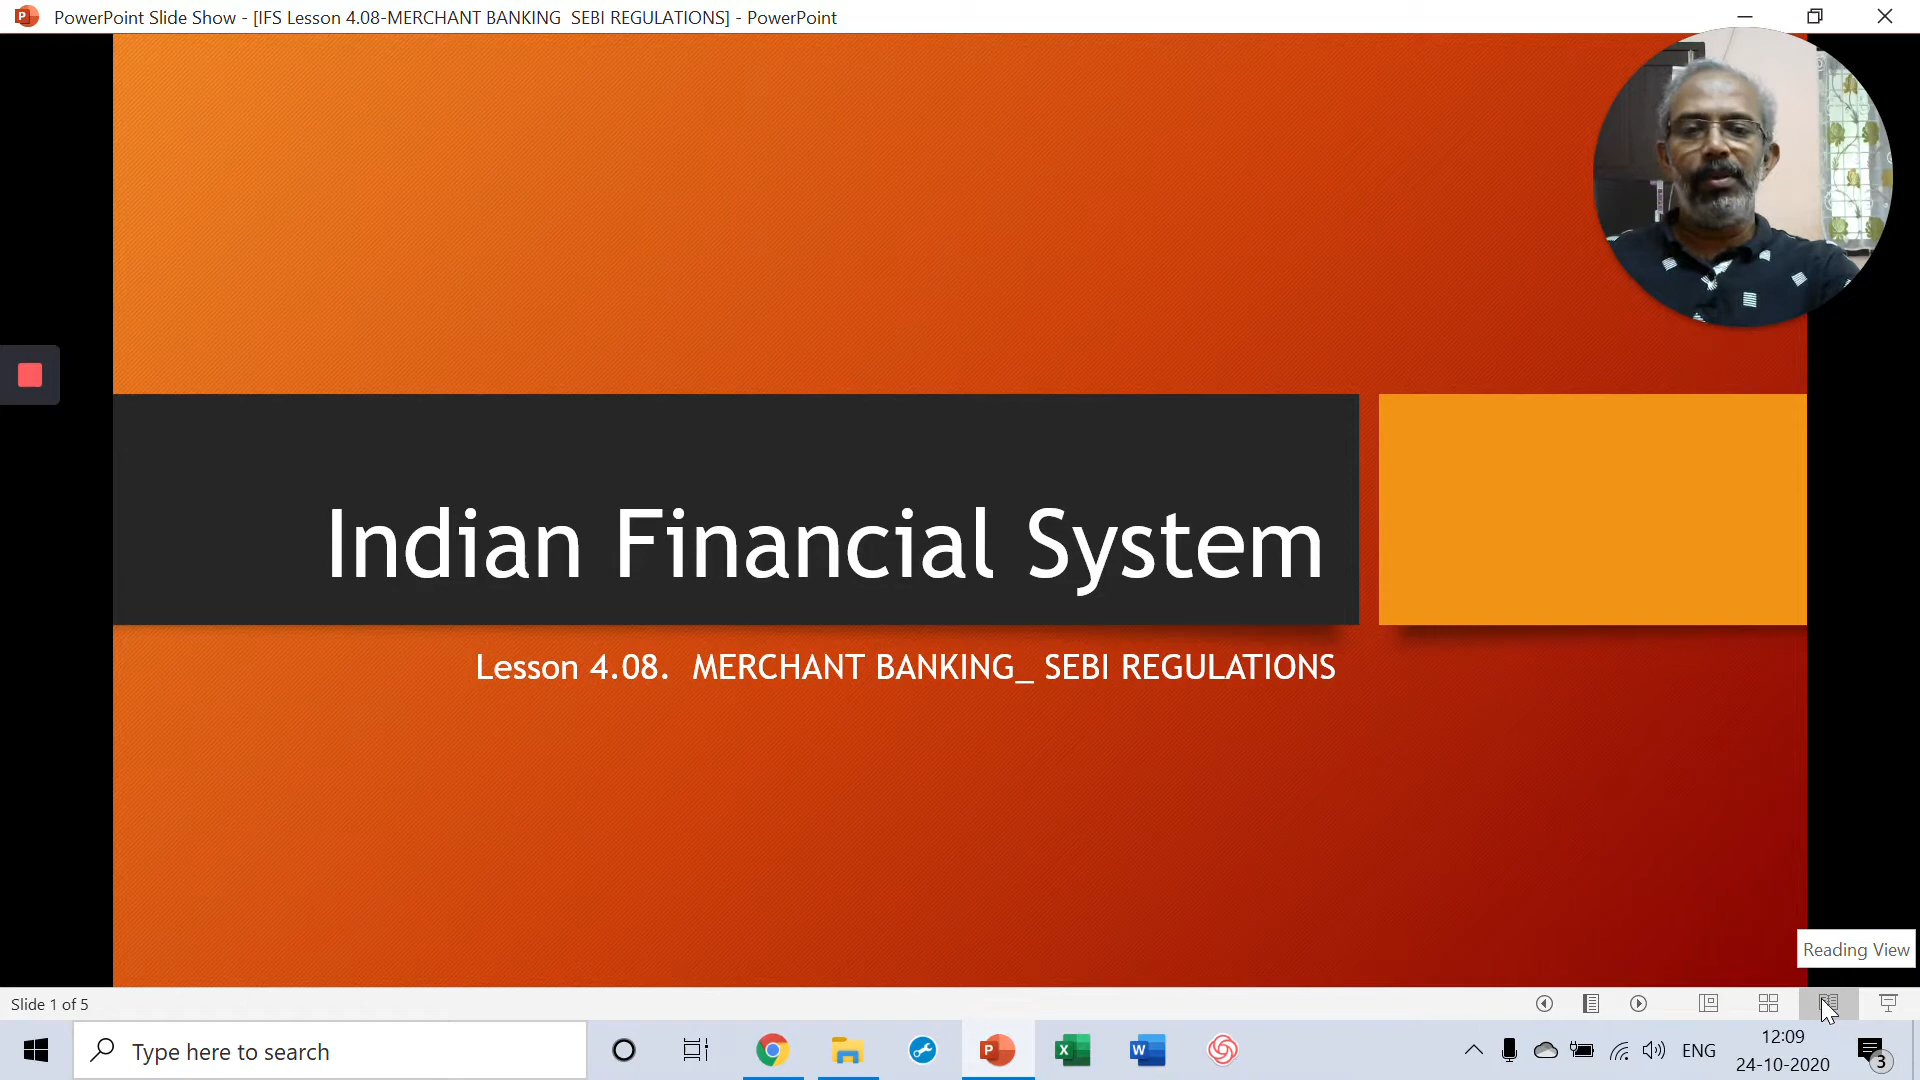 PowerPoint Slide Show - [IFS Lesson 4.08-MERCHANT BANKING  SEBI REGULATIONS] - PowerPoint
Indian Financial System
Lesson 4.08.  MERCHANT BANKING_ SEBI REGULATIONS
Reading View
Slide 1 of 5
Type here to search
ENG
12:09
24-10-2020
3